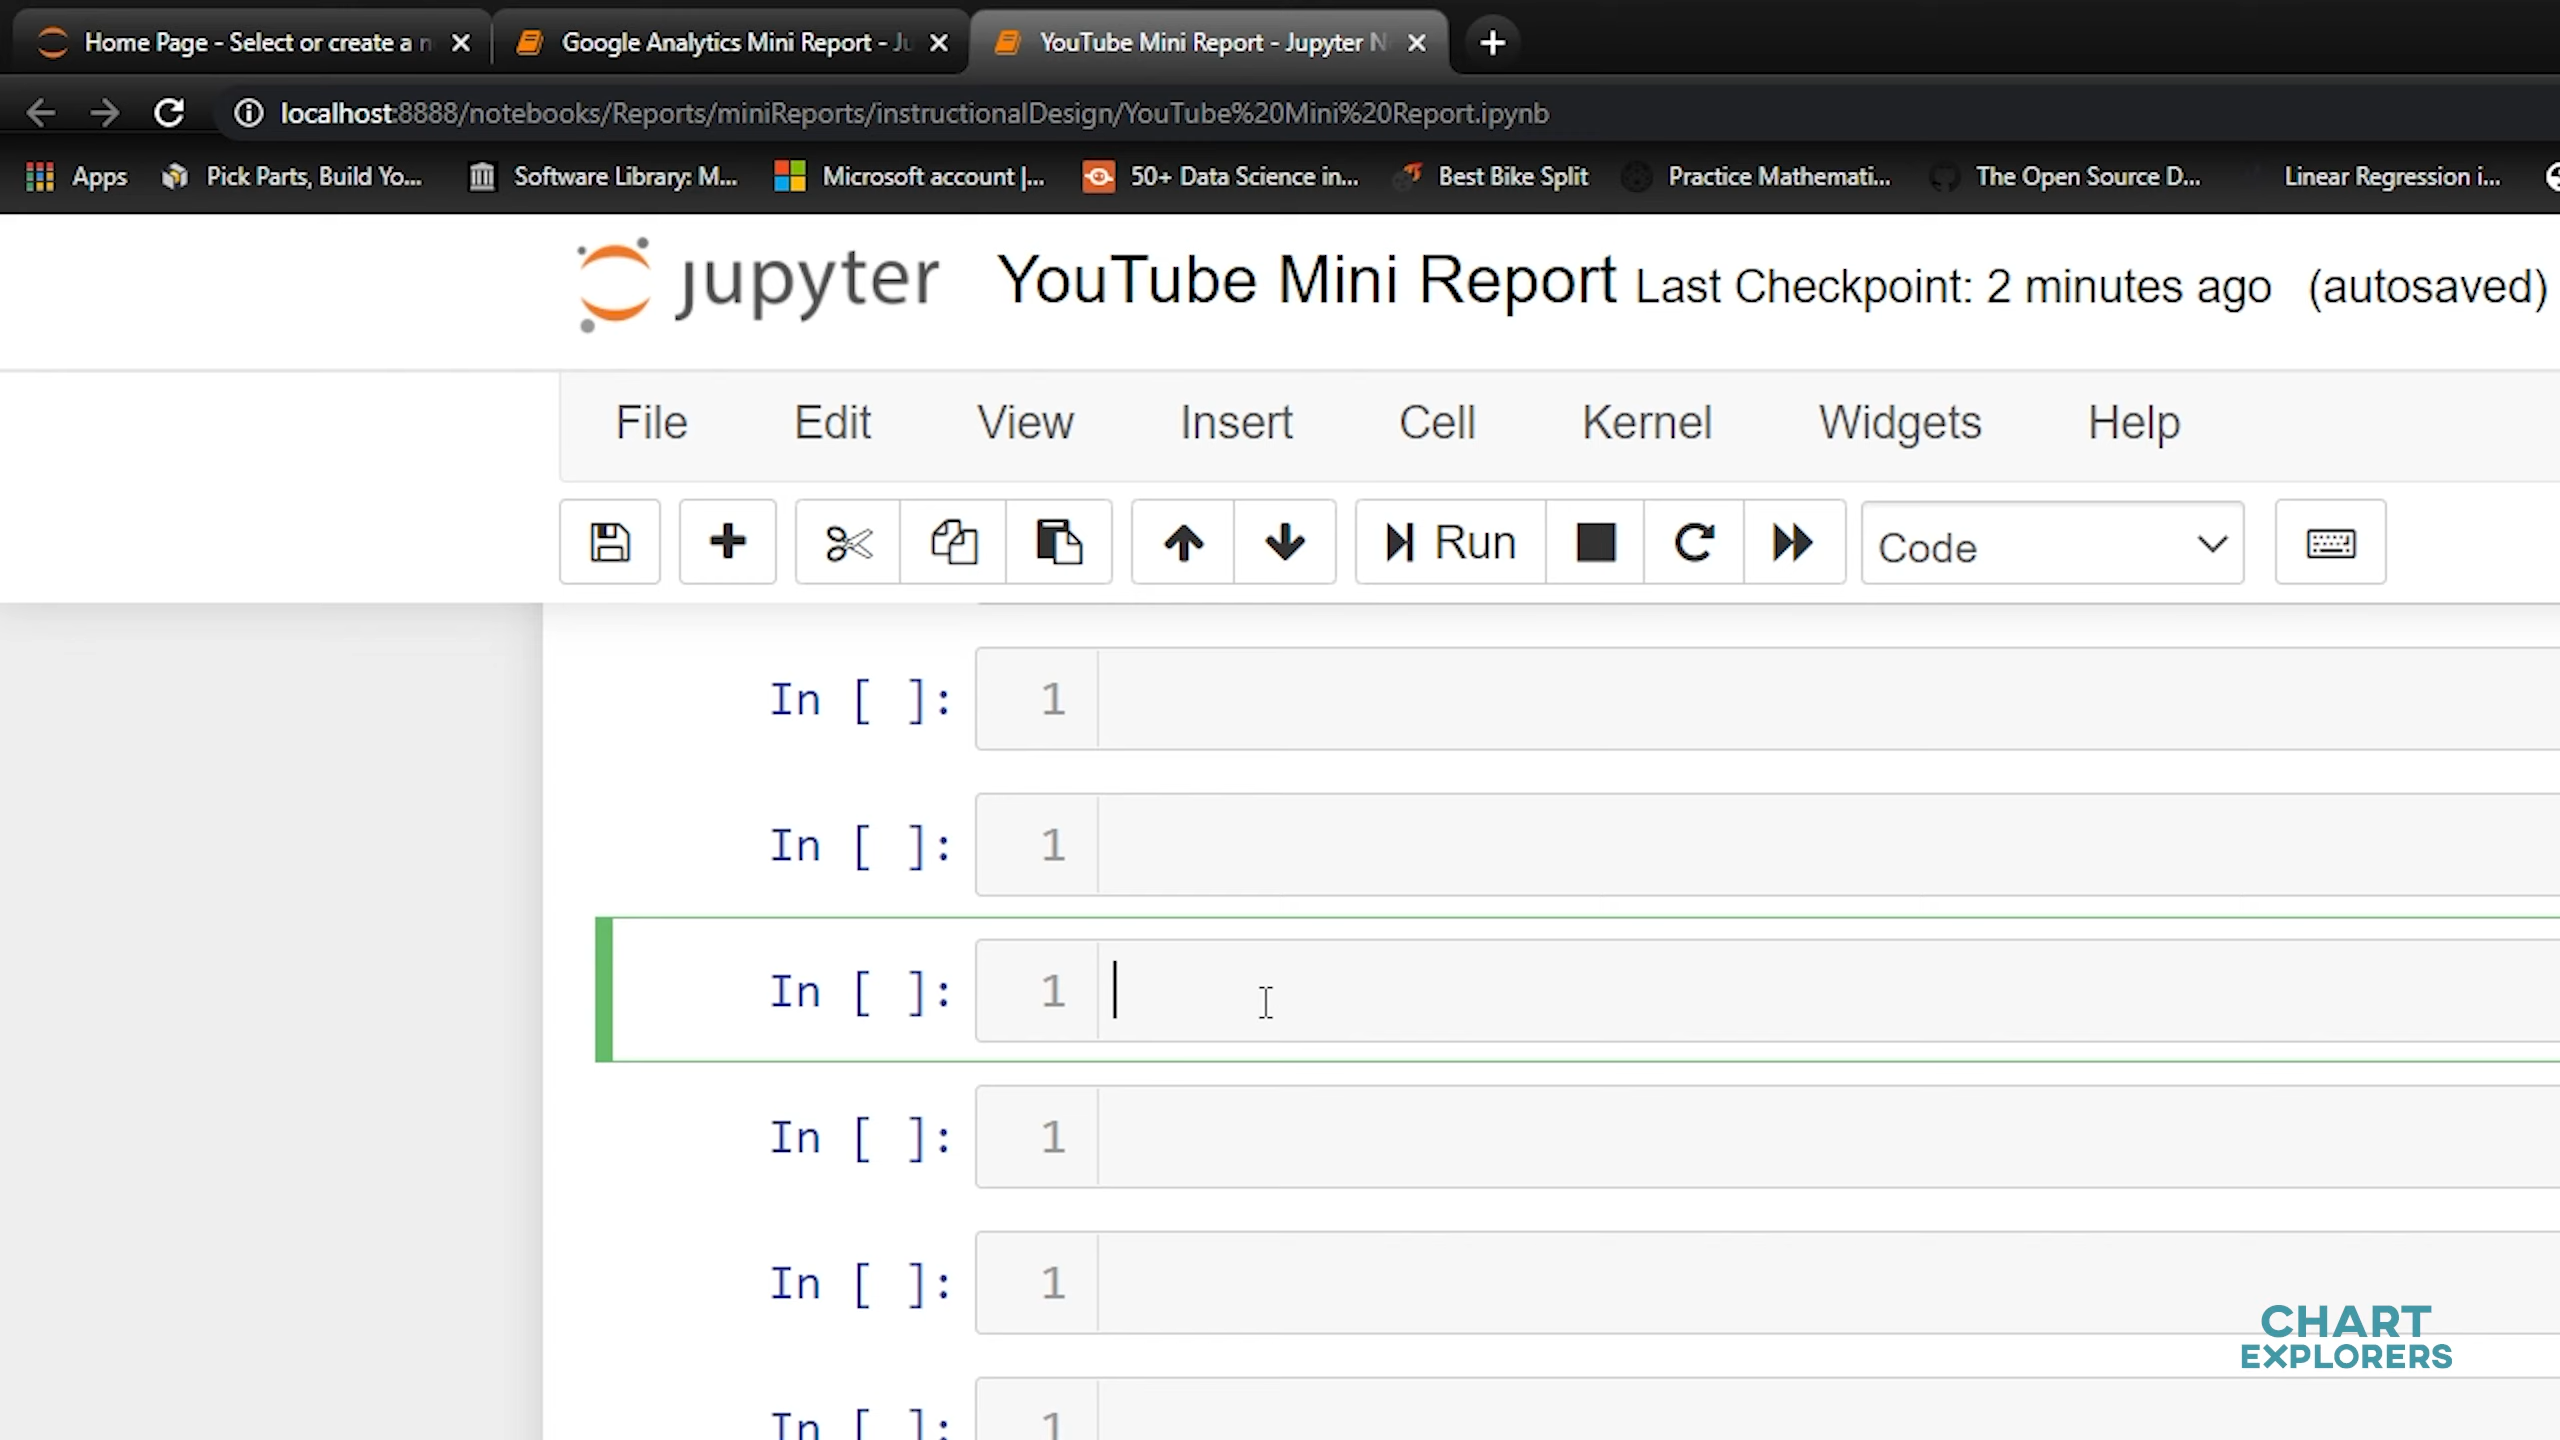 Home Page - Select or create a n
Google Analytics Mini Report - Ju
YouTube Mini Report - Jupyter N
localhost:8888/notebooks/Reports/miniReports/instructionalDesign/YouTube%20Mini%20Report.ipynb
Apps Pick Parts, Build Yo... Software Library: M... Microsoft account |... 50+ Data Science in... Best Bike Split Practice Mathemati... The Open Source D... Linear Regression i...
jupyter YouTube Mini Report Last Checkpoint: 2 minutes ago (autosaved)
File Edit View Insert Cell Kernel Widgets Help
Run Code
In [ ]: 1
In [ ]: 1
In [ ]: 1
In [ ]: 1
In [ ]: 1
In [ ]: 1
CHART
EXPLORERS